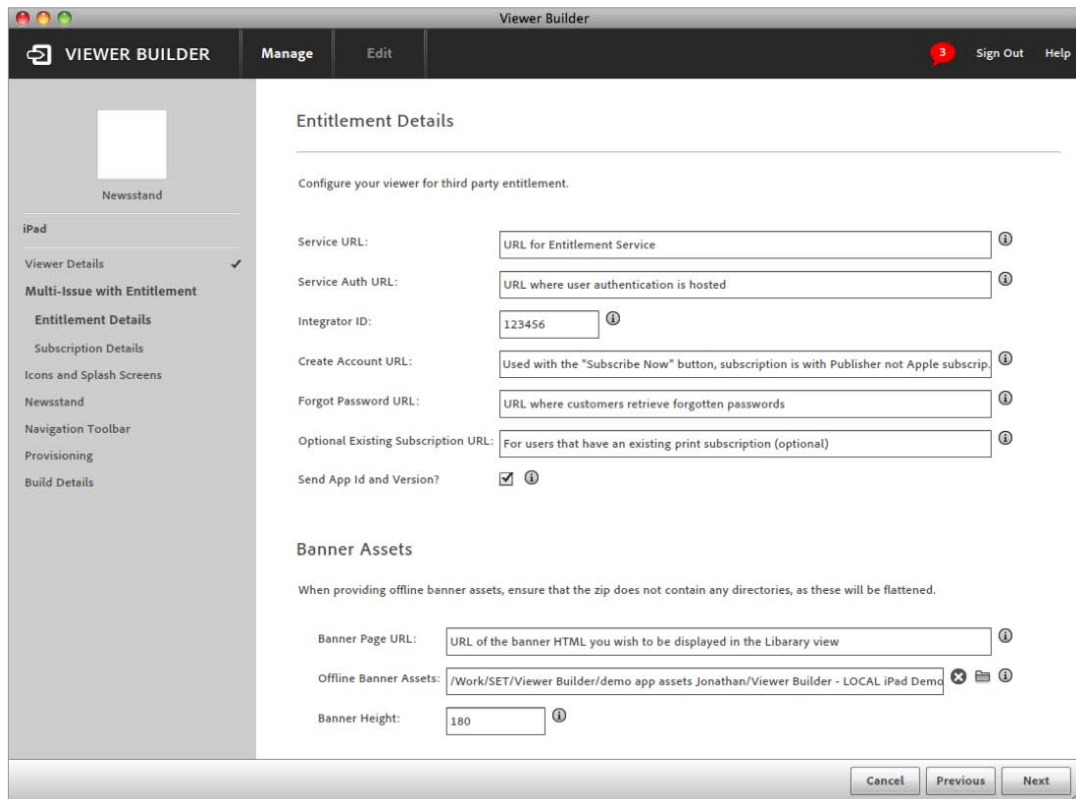 Viewer Builder
VIEWER BUILDER
Manage
Edit
3
Sign Out
Help
Newsstand
iPad
Viewer Details
Multi-Issue with Entitlement
Entitlement Details
Subscription Details
Icons and Splash Screens
Newsstand
Navigation Toolbar
Provisioning
Build Details
Entitlement Details
Configure your viewer for third party entitlement.
Service URL: URL for Entitlement Service
Service Auth URL: URL where user authentication is hosted
Integrator ID: 123456
Create Account URL: Used with the "Subscribe Now" button, subscription is with Publisher not Apple subscrip.
Forgot Password URL: URL where customers retrieve forgotten passwords
Optional Existing Subscription URL: For users that have an existing print subscription (optional)
Send App Id and Version?
Banner Assets
When providing offline banner assets, ensure that the zip does not contain any directories, as these will be flattened.
Banner Page URL: URL of the banner HTML you wish to be displayed in the Libarary view
Offline Banner Assets: /Work/SET/Viewer Builder/demo app assets Jonathan/Viewer Builder - LOCAL iPad Demo
Banner Height: 180
Cancel
Previous
Next